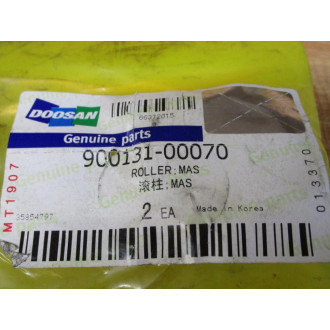 DOOSAN
Genuine parts
900131-00070
ROLLER;MAS
滚柱;MAS
2 EA
Made in Korea
MT1907
013370